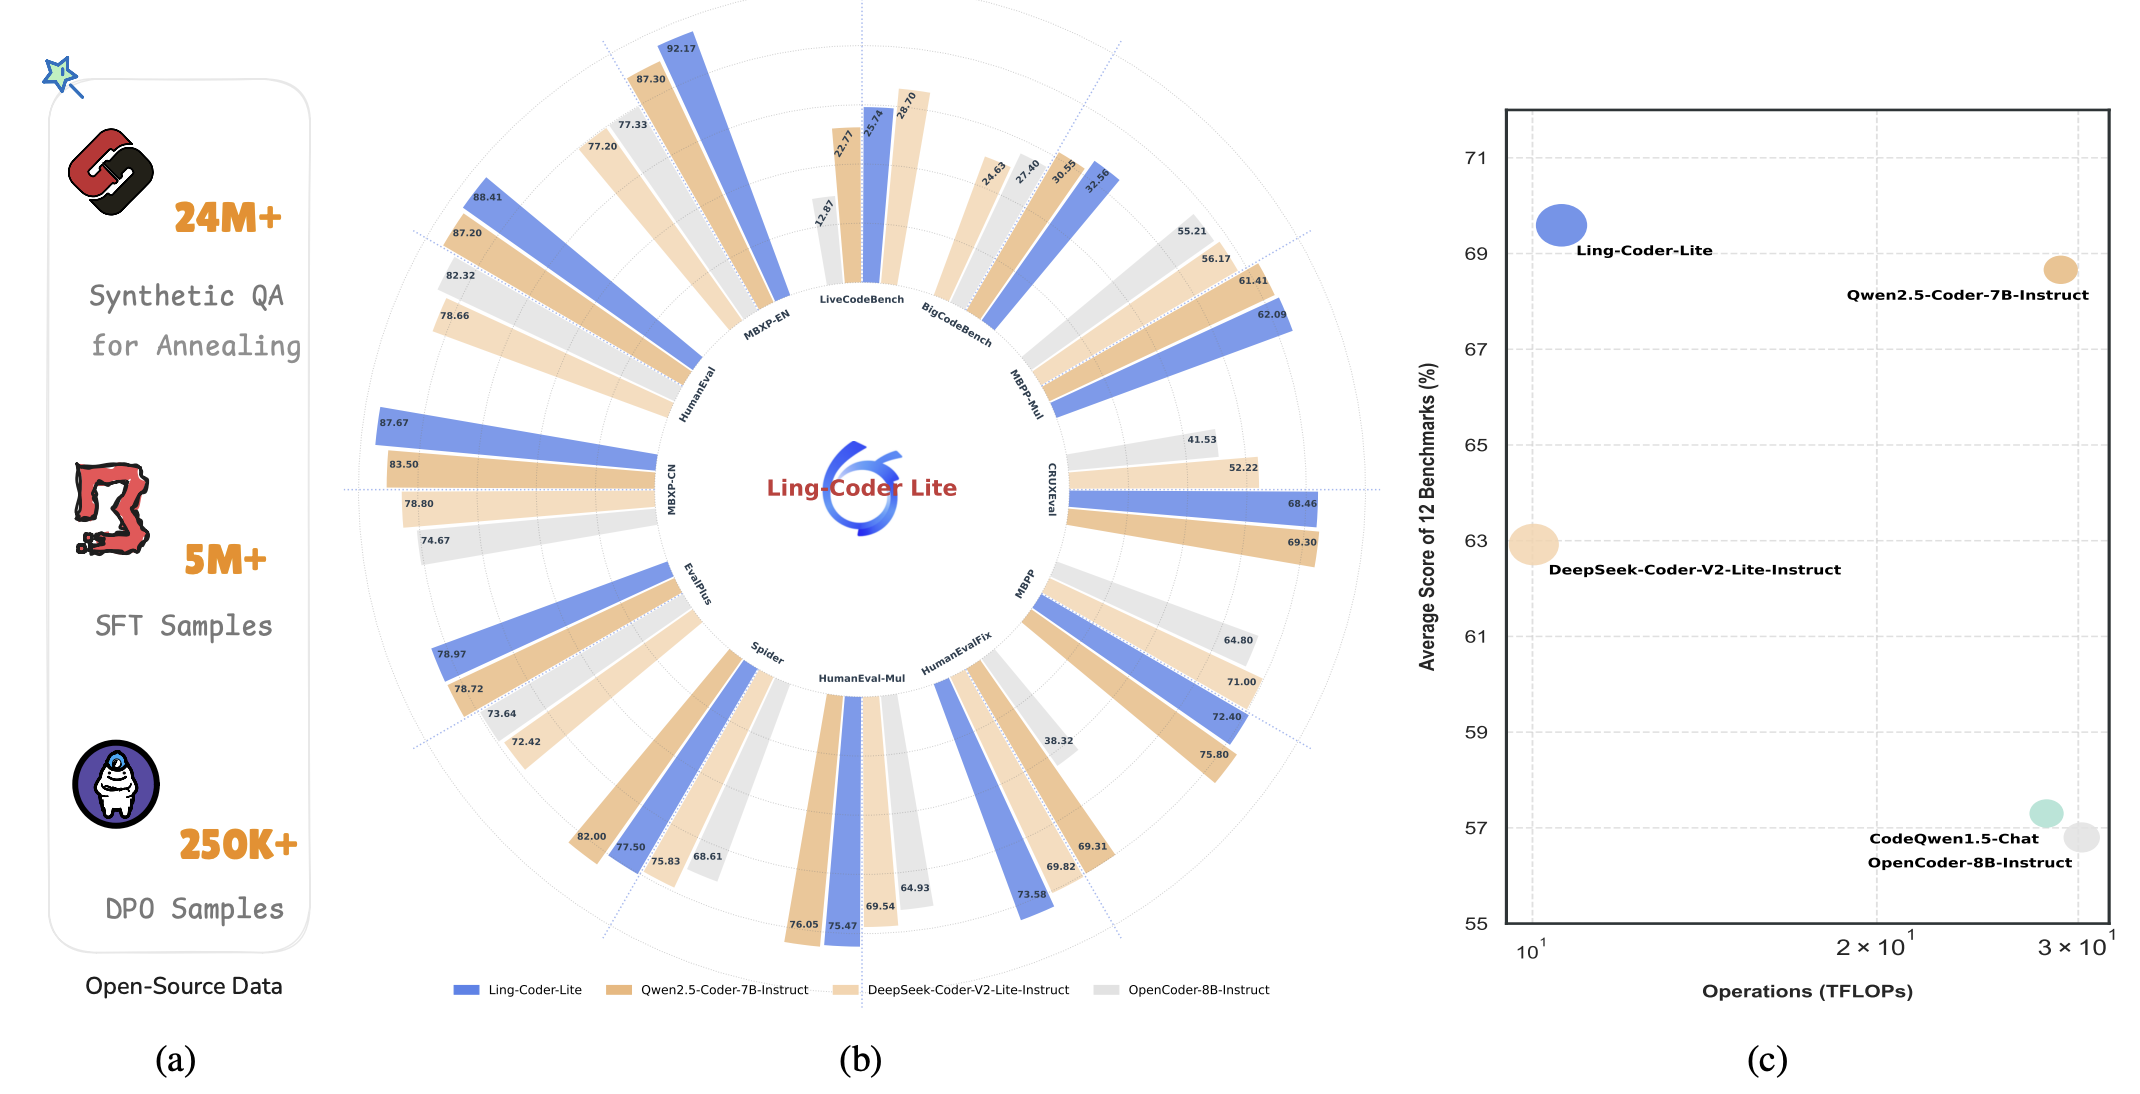 24M+
Synthetic QA
for Annealing
5M+
SFT Samples
250K+
DPO Samples
Open-Source Data
(a)
12.87
22.77
25.74
28.70
LiveCodeBench
24.63
27.40
30.55
32.56
BigCodeBench
55.21
56.17
61.41
62.09
MBPP-Mul
41.53
52.22
68.46
69.30
CRUXEval
64.80
71.00
72.40
75.80
MBPP
38.32
69.31
69.82
73.58
HumanEvalFix
64.93
69.54
75.47
76.05
HumanEval-Mul
68.61
75.83
77.50
82.00
Spider
72.42
73.64
78.72
78.97
EvalPlus
74.67
78.80
83.50
87.67
MBXP-CN
78.66
82.32
87.20
88.41
HumanEval
77.20
77.33
87.30
92.17
MBXP-EN
Ling-Coder Lite
Ling-Coder-Lite
Qwen2.5-Coder-7B-Instruct
DeepSeek-Coder-V2-Lite-Instruct
OpenCoder-8B-Instruct
(b)
Average Score of 12 Benchmarks (%)
71
69
67
65
63
61
59
57
55
Ling-Coder-Lite
Qwen2.5-Coder-7B-Instruct
DeepSeek-Coder-V2-Lite-Instruct
CodeQwen1.5-Chat
OpenCoder-8B-Instruct
10¹
2 × 10¹
3 × 10¹
Operations (TFLOPs)
(c)